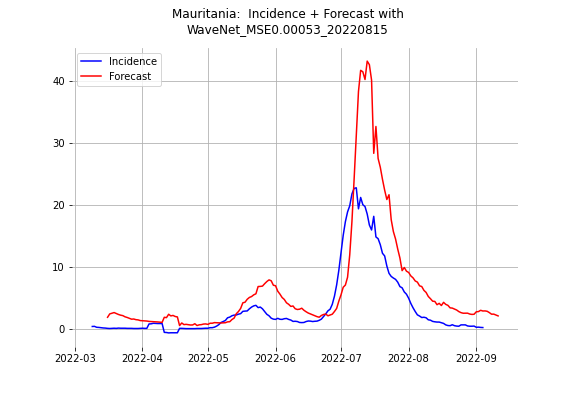 Mauritania:  Incidence + Forecast with
WaveNet_MSE0.00053_20220815
Incidence
Forecast
40
30
20
10
0
2022-03 2022-04 2022-05 2022-06 2022-07 2022-08 2022-09